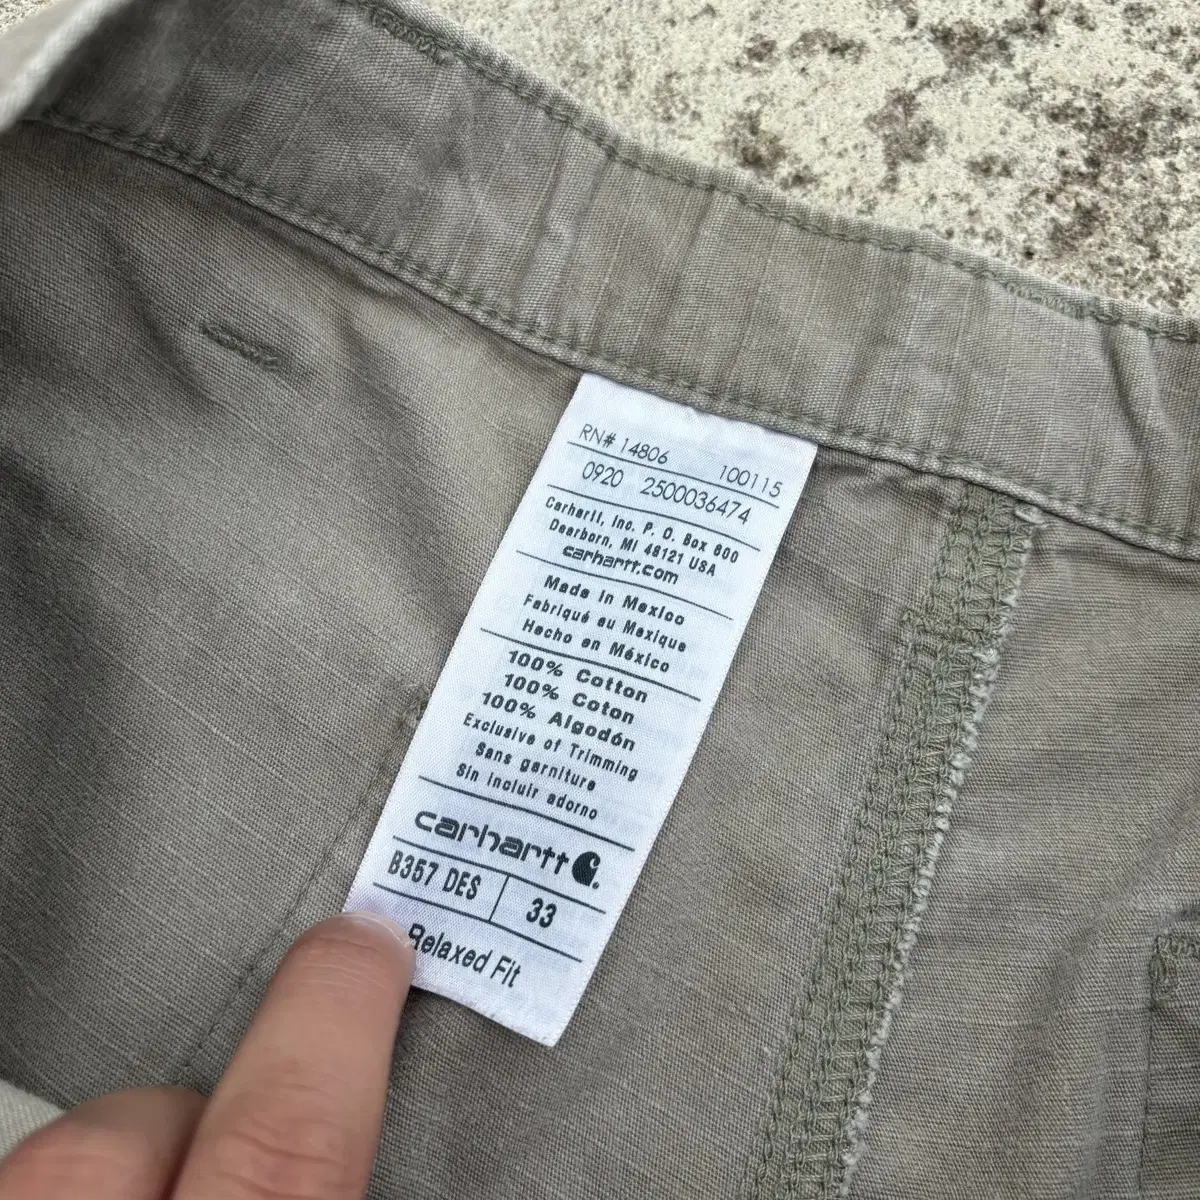 RN# 14806 100115
0920 2500036474
Carhartt, Inc. P. O. Box 600
Dearborn, MI 48121 USA
carhartt.com
Made in Mexico
Fabriqué au Mexique
Hecho en México
100% Cotton
100% Coton
100% Algodón
Exclusive of Trimming
Sans garniture
Sin incluir adorno
carhartt
B357 DES 33
Relaxed Fit